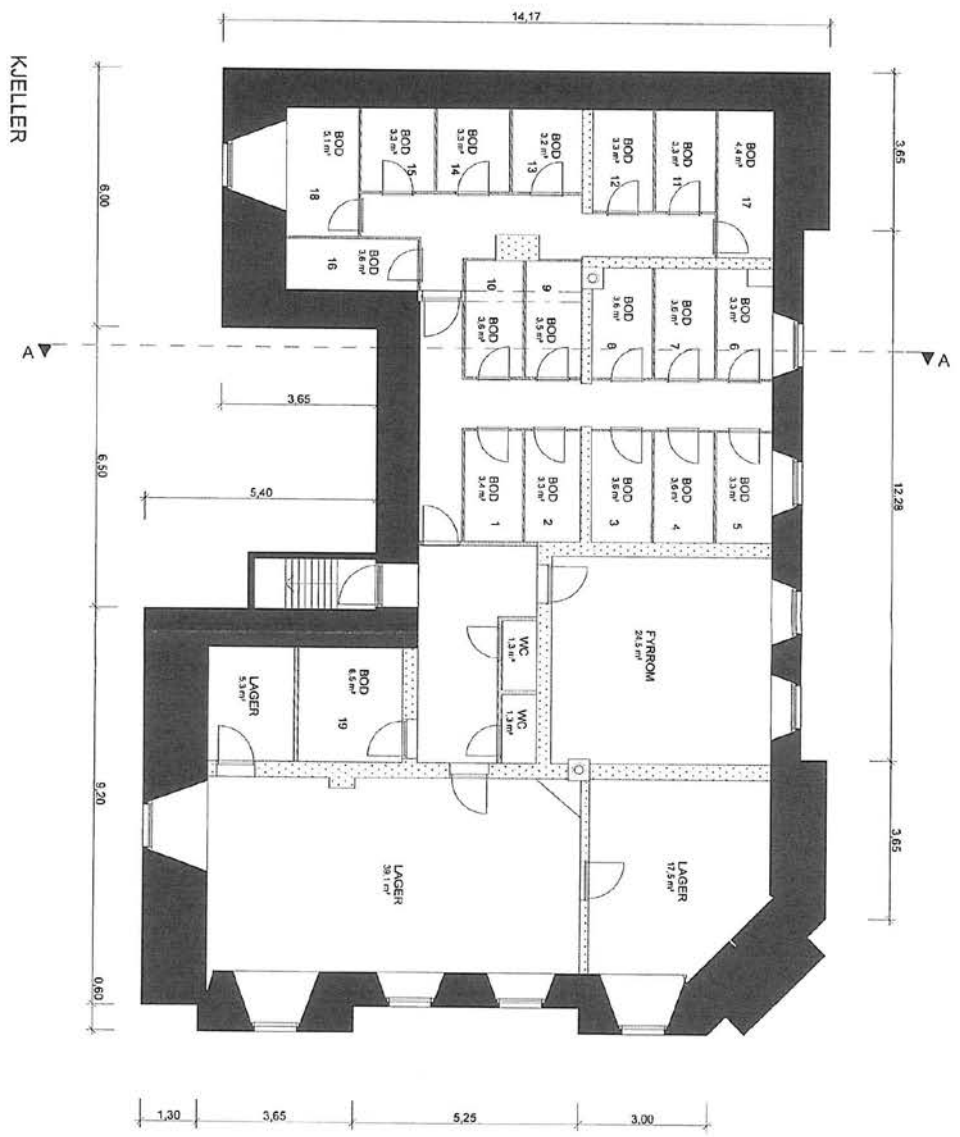 14,17
KJELLER
6,00
3,65
BOD
5,1 m²
18
BOD
3,3 m²
15
BOD
3,3 m²
14
BOD
3,2 m²
13
BOD
3,3 m²
12
BOD
3,3 m²
11
BOD
4,4 m²
17
BOD
3,6 m²
16
BOD
3,6 m²
10
BOD
3,5 m²
9
BOD
3,6 m²
8
BOD
3,6 m²
7
BOD
3,3 m²
6
A
A
3,65
6,50
5,40
12,28
BOD
3,4 m²
1
BOD
3,3 m²
2
BOD
3,6 m²
3
BOD
3,6 m²
4
BOD
3,3 m²
5
FYRROM
24,5 m²
WC
1,3 m²
WC
1,3 m²
LAGER
5,3 m²
BOD
6,5 m²
19
9,20
3,65
LAGER
39,1 m²
LAGER
17,5 m²
0,60
1,30
3,65
5,25
3,00